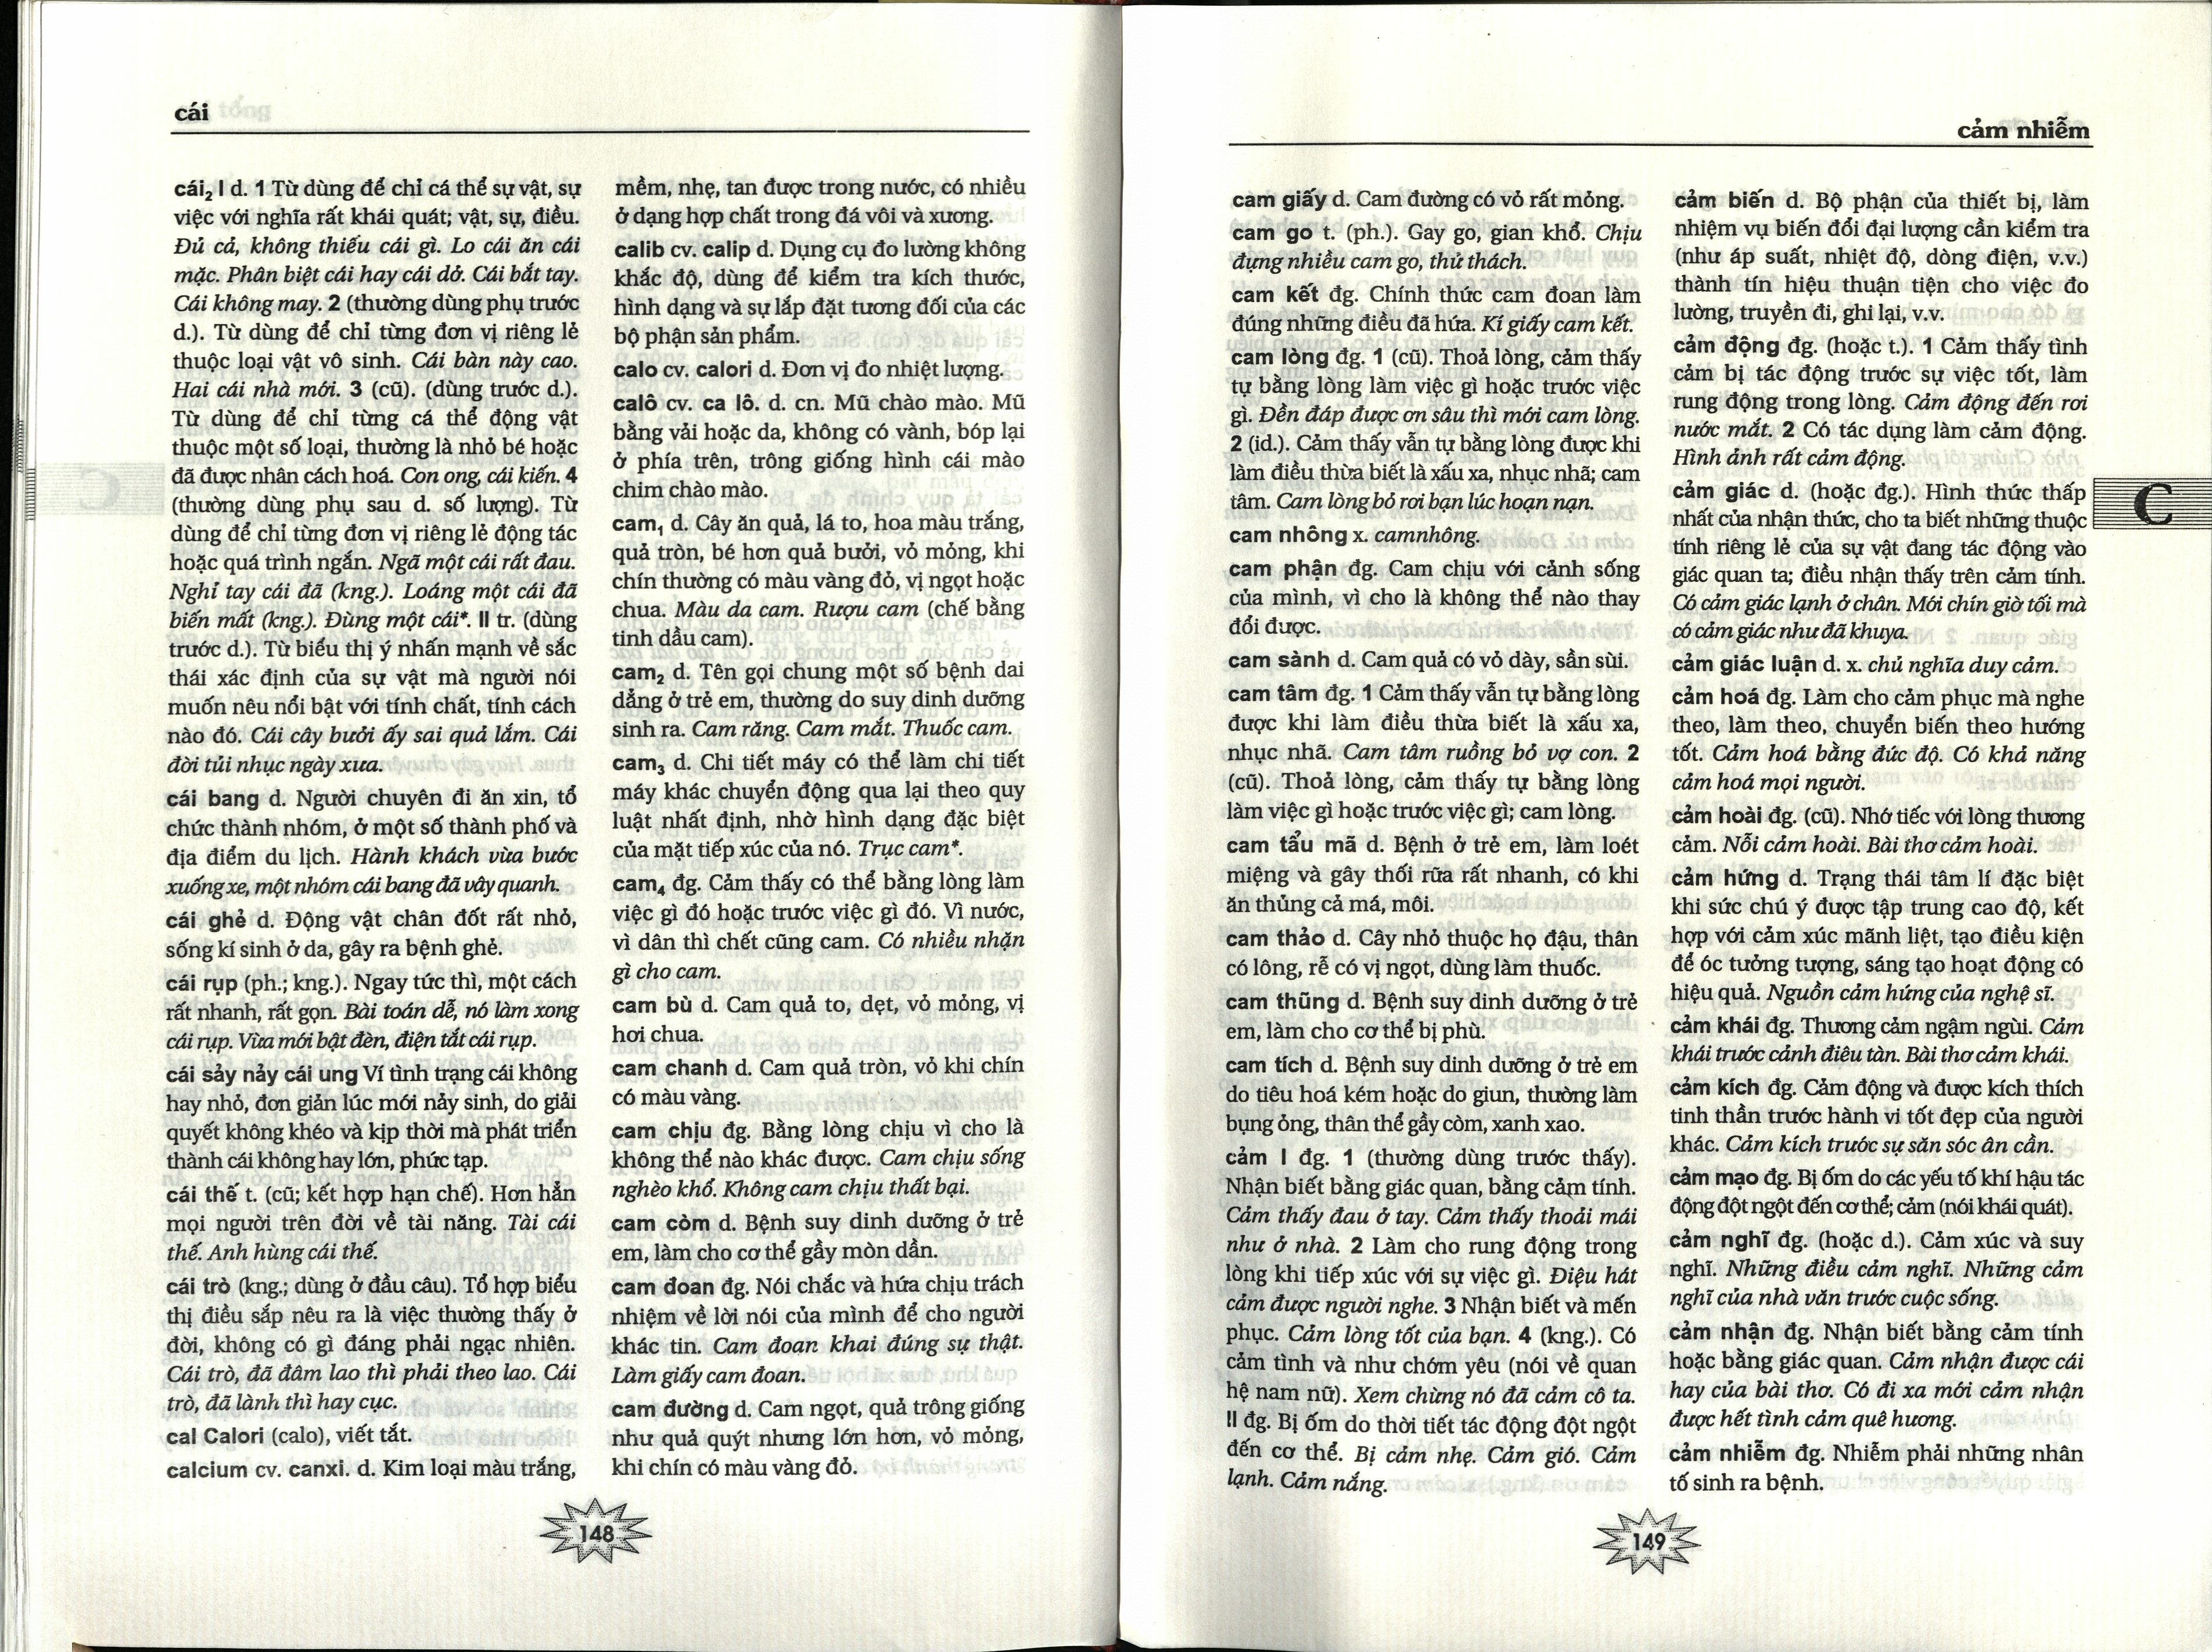 cái
cái₂ I d. 1 Từ dùng để chỉ cá thể sự vật, sự
việc với nghĩa rất khái quát; vật, sự, điều.
Đủ cả, không thiếu cái gì. Lo cái ăn cái
mặc. Phân biệt cái hay cái dở. Cái bắt tay.
Cái không may. 2 (thường dùng phụ trước
d.). Từ dùng để chỉ từng đơn vị riêng lẻ
thuộc loại vật vô sinh. Cái bàn này cao.
Hai cái nhà mới. 3 (cũ). (dùng trước d.).
Từ dùng để chỉ từng cá thể động vật
thuộc một số loại, thường là nhỏ bé hoặc
đã được nhân cách hoá. Con ong, cái kiến. 4
(thường dùng phụ sau d. số lượng). Từ
dùng để chỉ từng đơn vị riêng lẻ động tác
hoặc quá trình ngắn. Ngã một cái rất đau.
Nghỉ tay cái đã (kng.). Loáng một cái đã
biến mất (kng.). Đùng một cái*. II tr. (dùng
trước d.). Từ biểu thị ý nhấn mạnh về sắc
thái xác định của sự vật mà người nói
muốn nêu nổi bật với tính chất, tính cách
nào đó. Cái cây bưởi ấy sai quả lắm. Cái
đời tủi nhục ngày xưa.
cái bang d. Người chuyên đi ăn xin, tổ
chức thành nhóm, ở một số thành phố và
địa điểm du lịch. Hành khách vừa bước
xuống xe, một nhóm cái bang đã vây quanh.
cái ghẻ d. Động vật chân đốt rất nhỏ,
sống kí sinh ở da, gây ra bệnh ghẻ.
cái rụp (ph.; kng.). Ngay tức thì, một cách
rất nhanh, rất gọn. Bài toán dễ, nó làm xong
cái rụp. Vừa mới bật đèn, điện tắt cái rụp.
cái sảy nảy cái ung Ví tình trạng cái không
hay nhỏ, đơn giản lúc mới nảy sinh, do giải
quyết không khéo và kịp thời mà phát triển
thành cái không hay lớn, phức tạp.
cái thế t. (cũ; kết hợp hạn chế). Hơn hẳn
mọi người trên đời về tài năng. Tài cái
thế. Anh hùng cái thế.
cái trò (kng.; dùng ở đầu câu). Tổ hợp biểu
thị điều sắp nêu ra là việc thường thấy ở
đời, không có gì đáng phải ngạc nhiên.
Cái trò, đã đâm lao thì phải theo lao. Cái
trò, đã lành thì hay cục.
cal Calori (calo), viết tắt.
calcium cv. canxi. d. Kim loại màu trắng,
mềm, nhẹ, tan được trong nước, có nhiều
ở dạng hợp chất trong đá vôi và xương.
calib cv. calip d. Dụng cụ đo lường không
khắc độ, dùng để kiểm tra kích thước,
hình dạng và sự lắp đặt tương đối của các
bộ phận sản phẩm.
calo cv. calori d. Đơn vị đo nhiệt lượng.
calô cv. ca lô. d. cn. Mũ chào mào. Mũ
bằng vải hoặc da, không có vành, bóp lại
ở phía trên, trông giống hình cái mào
chim chào mào.
cam₁ d. Cây ăn quả, lá to, hoa màu trắng,
quả tròn, bé hơn quả bưởi, vỏ mỏng, khi
chín thường có màu vàng đỏ, vị ngọt hoặc
chua. Màu da cam. Rượu cam (chế bằng
tinh dầu cam).
cam₂ d. Tên gọi chung một số bệnh dai
dẳng ở trẻ em, thường do suy dinh dưỡng
sinh ra. Cam răng. Cam mắt. Thuốc cam.
cam₃ d. Chi tiết máy có thể làm chi tiết
máy khác chuyển động qua lại theo quy
luật nhất định, nhờ hình dạng đặc biệt
của mặt tiếp xúc của nó. Trục cam*.
cam₄ đg. Cảm thấy có thể bằng lòng làm
việc gì đó hoặc trước việc gì đó. Vì nước,
vì dân thì chết cũng cam. Có nhiều nhặn
gì cho cam.
cam bù d. Cam quả to, dẹt, vỏ mỏng, vị
hơi chua.
cam chanh d. Cam quả tròn, vỏ khi chín
có màu vàng.
cam chịu đg. Bằng lòng chịu vì cho là
không thể nào khác được. Cam chịu sống
nghèo khổ. Không cam chịu thất bại.
cam còm d. Bệnh suy dinh dưỡng ở trẻ
em, làm cho cơ thể gầy mòn dần.
cam đoan đg. Nói chắc và hứa chịu trách
nhiệm về lời nói của mình để cho người
khác tin. Cam đoan khai đúng sự thật.
Làm giấy cam đoan.
cam đường d. Cam ngọt, quả trông giống
như quả quýt nhưng lớn hơn, vỏ mỏng,
khi chín có màu vàng đỏ.
148
cảm nhiễm
cam giấy d. Cam đường có vỏ rất mỏng.
cam go t. (ph.). Gay go, gian khổ. Chịu
đựng nhiều cam go, thử thách.
cam kết đg. Chính thức cam đoan làm
đúng những điều đã hứa. Kí giấy cam kết.
cam lòng đg. 1 (cũ). Thoả lòng, cảm thấy
tự bằng lòng làm việc gì hoặc trước việc
gì. Đền đáp được ơn sâu thì mới cam lòng.
2 (id.). Cảm thấy vẫn tự bằng lòng được khi
làm điều thừa biết là xấu xa, nhục nhã; cam
tâm. Cam lòng bỏ rơi bạn lúc hoạn nạn.
cam nhông x. camnhông.
cam phận đg. Cam chịu với cảnh sống
của mình, vì cho là không thể nào thay
đổi được.
cam sành d. Cam quả có vỏ dày, sần sùi.
cam tâm đg. 1 Cảm thấy vẫn tự bằng lòng
được khi làm điều thừa biết là xấu xa,
nhục nhã. Cam tâm ruồng bỏ vợ con. 2
(cũ). Thoả lòng, cảm thấy tự bằng lòng
làm việc gì hoặc trước việc gì; cam lòng.
cam tẩu mã d. Bệnh ở trẻ em, làm loét
miệng và gây thối rữa rất nhanh, có khi
ăn thủng cả má, môi.
cam thảo d. Cây nhỏ thuộc họ đậu, thân
có lông, rễ có vị ngọt, dùng làm thuốc.
cam thũng d. Bệnh suy dinh dưỡng ở trẻ
em, làm cho cơ thể bị phù.
cam tích d. Bệnh suy dinh dưỡng ở trẻ em
do tiêu hoá kém hoặc do giun, thường làm
bụng ỏng, thân thể gầy còm, xanh xao.
cảm I đg. 1 (thường dùng trước thấy).
Nhận biết bằng giác quan, bằng cảm tính.
Cảm thấy đau ở tay. Cảm thấy thoải mái
như ở nhà. 2 Làm cho rung động trong
lòng khi tiếp xúc với sự việc gì. Điệu hát
cảm được người nghe. 3 Nhận biết và mến
phục. Cảm lòng tốt của bạn. 4 (kng.). Có
cảm tình và như chớm yêu (nói về quan
hệ nam nữ). Xem chừng nó đã cảm cô ta.
II đg. Bị ốm do thời tiết tác động đột ngột
đến cơ thể. Bị cảm nhẹ. Cảm gió. Cảm
lạnh. Cảm nắng.
cảm biến d. Bộ phận của thiết bị, làm
nhiệm vụ biến đổi đại lượng cần kiểm tra
(như áp suất, nhiệt độ, dòng điện, v.v.)
thành tín hiệu thuận tiện cho việc đo
lường, truyền đi, ghi lại, v.v.
cảm động đg. (hoặc t.). 1 Cảm thấy tình
cảm bị tác động trước sự việc tốt, làm
rung động trong lòng. Cảm động đến rơi
nước mắt. 2 Có tác dụng làm cảm động.
Hình ảnh rất cảm động.
cảm giác d. (hoặc đg.). Hình thức thấp
nhất của nhận thức, cho ta biết những thuộc
tính riêng lẻ của sự vật đang tác động vào
giác quan ta; điều nhận thấy trên cảm tính.
Có cảm giác lạnh ở chân. Mới chín giờ tối mà
có cảm giác như đã khuya.
cảm giác luận d. x. chủ nghĩa duy cảm.
cảm hoá đg. Làm cho cảm phục mà nghe
theo, làm theo, chuyển biến theo hướng
tốt. Cảm hoá bằng đức độ. Có khả năng
cảm hoá mọi người.
cảm hoài đg. (cũ). Nhớ tiếc với lòng thương
cảm. Nỗi cảm hoài. Bài thơ cảm hoài.
cảm hứng d. Trạng thái tâm lí đặc biệt
khi sức chú ý được tập trung cao độ, kết
hợp với cảm xúc mãnh liệt, tạo điều kiện
để óc tưởng tượng, sáng tạo hoạt động có
hiệu quả. Nguồn cảm hứng của nghệ sĩ.
cảm khái đg. Thương cảm ngậm ngùi. Cảm
khái trước cảnh điêu tàn. Bài thơ cảm khái.
cảm kích đg. Cảm động và được kích thích
tinh thần trước hành vi tốt đẹp của người
khác. Cảm kích trước sự săn sóc ân cần.
cảm mạo đg. Bị ốm do các yếu tố khí hậu tác
động đột ngột đến cơ thể; cảm (nói khái quát).
cảm nghĩ đg. (hoặc d.). Cảm xúc và suy
nghĩ. Những điều cảm nghĩ. Những cảm
nghĩ của nhà văn trước cuộc sống.
cảm nhận đg. Nhận biết bằng cảm tính
hoặc bằng giác quan. Cảm nhận được cái
hay của bài thơ. Có đi xa mới cảm nhận
được hết tình cảm quê hương.
cảm nhiễm đg. Nhiễm phải những nhân
tố sinh ra bệnh.
C
149